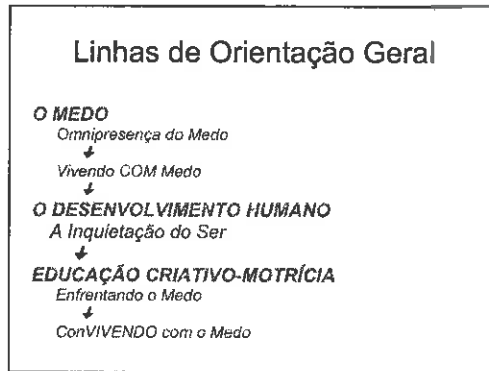 Linhas de Orientação Geral
O MEDO
Omnipresença do Medo
Vivendo COM Medo
O DESENVOLVIMENTO HUMANO
A Inquietação do Ser
EDUCAÇÃO CRIATIVO-MOTRÍCIA
Enfrentando o Medo
ConVIVENDO com o Medo